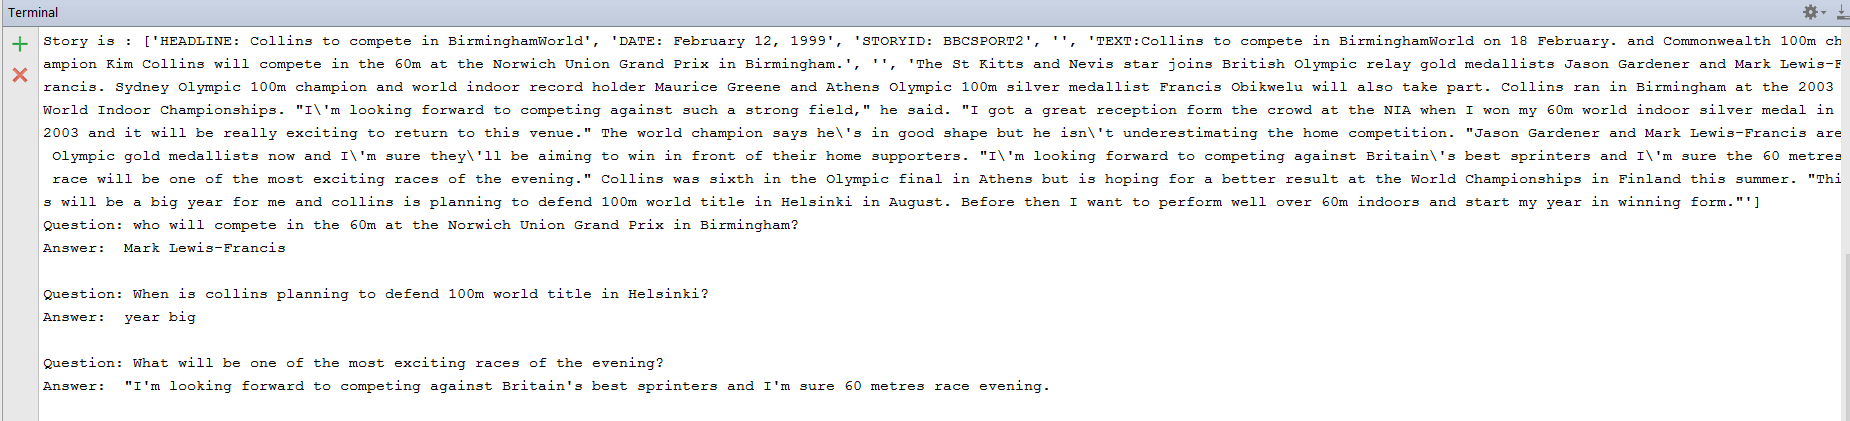 Terminal
Story is : ['HEADLINE: Collins to compete in BirminghamWorld', 'DATE: February 12, 1999', 'STORYID: BBCSPORT2', '', 'TEXT:Collins to compete in BirminghamWorld on 18 February. and Commonwealth 100m ch
ampion Kim Collins will compete in the 60m at the Norwich Union Grand Prix in Birmingham.', '', 'The St Kitts and Nevis star joins British Olympic relay gold medallists Jason Gardener and Mark Lewis-F
rancis. Sydney Olympic 100m champion and world indoor record holder Maurice Greene and Athens Olympic 100m silver medallist Francis Obikwelu will also take part. Collins ran in Birmingham at the 2003
World Indoor Championships. "I\'m looking forward to competing against such a strong field," he said. "I got a great reception form the crowd at the NIA when I won my 60m world indoor silver medal in
2003 and it will be really exciting to return to this venue." The world champion says he\'s in good shape but he isn\'t underestimating the home competition. "Jason Gardener and Mark Lewis-Francis are
Olympic gold medallists now and I\'m sure they\'ll be aiming to win in front of their home supporters. "I\'m looking forward to competing against Britain\'s best sprinters and I\'m sure the 60 metres
race will be one of the most exciting races of the evening." Collins was sixth in the Olympic final in Athens but is hoping for a better result at the World Championships in Finland this summer. "Thi
s will be a big year for me and collins is planning to defend 100m world title in Helsinki in August. Before then I want to perform well over 60m indoors and start my year in winning form."']
Question: who will compete in the 60m at the Norwich Union Grand Prix in Birmingham?
Answer:  Mark Lewis-Francis
Question: When is collins planning to defend 100m world title in Helsinki?
Answer:  year big
Question: What will be one of the most exciting races of the evening?
Answer:  "I'm looking forward to competing against Britain's best sprinters and I'm sure 60 metres race evening.